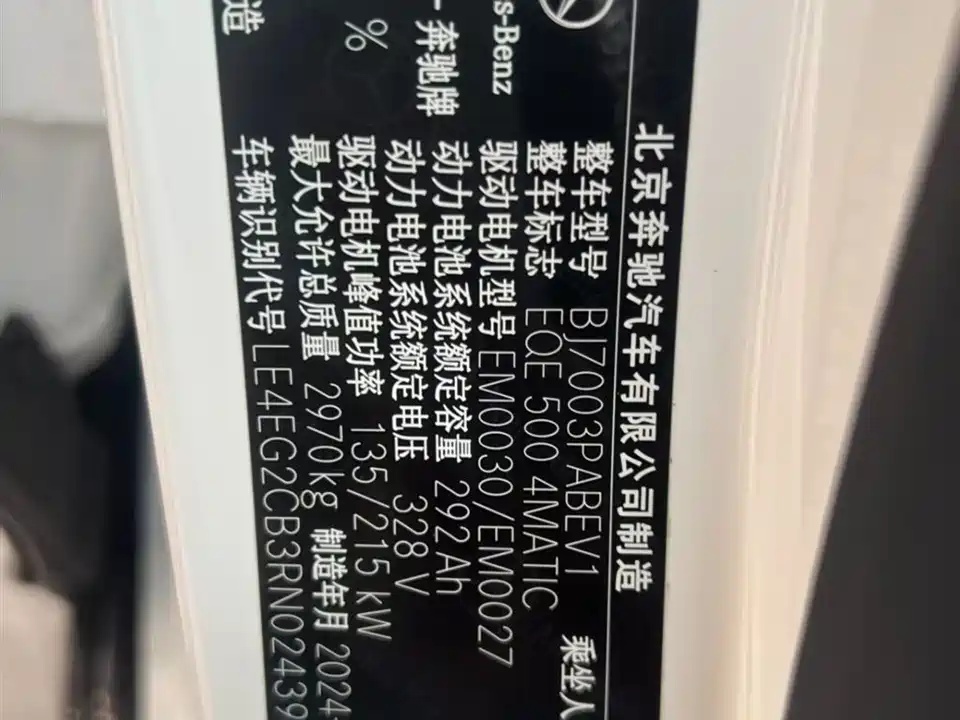 北京奔驰汽车有限公司制造
整车型号 BJ7003PABEV1 乘坐人
整车标志 EQE 500 4MATIC
驱动电机型号 EM0030/EM0027
动力电池系统额定容量 292Ah
动力电池系统额定电压 328V
驱动电机峰值功率 135/215kW
最大允许总质量 2970kg 制造年月 2024
车辆识别代号 LE4EG2CB3RN02439
s-Benz
奔驰牌
%
造